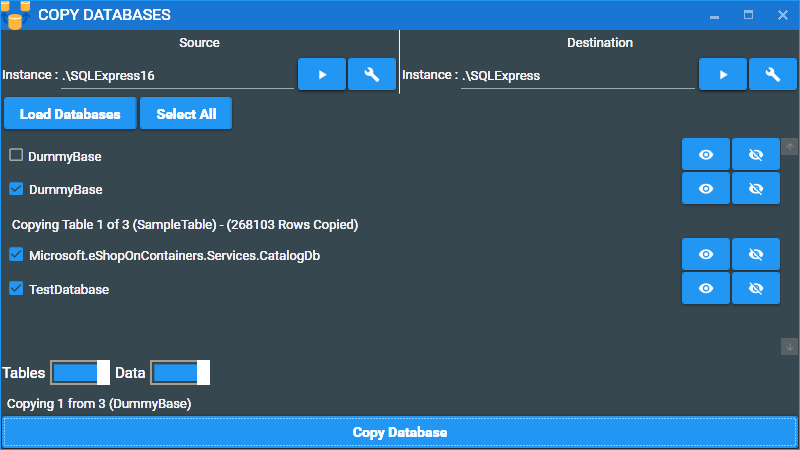 COPY DATABASES
Source Destination
Instance : .\SQLExpress16 Instance : .\SQLExpress
Load Databases Select All
DummyBase
DummyBase
Copying Table 1 of 3 (SampleTable) - (268103 Rows Copied)
Microsoft.eShopOnContainers.Services.CatalogDb
TestDatabase
Tables Data
Copying 1 from 3 (DummyBase)
Copy Database